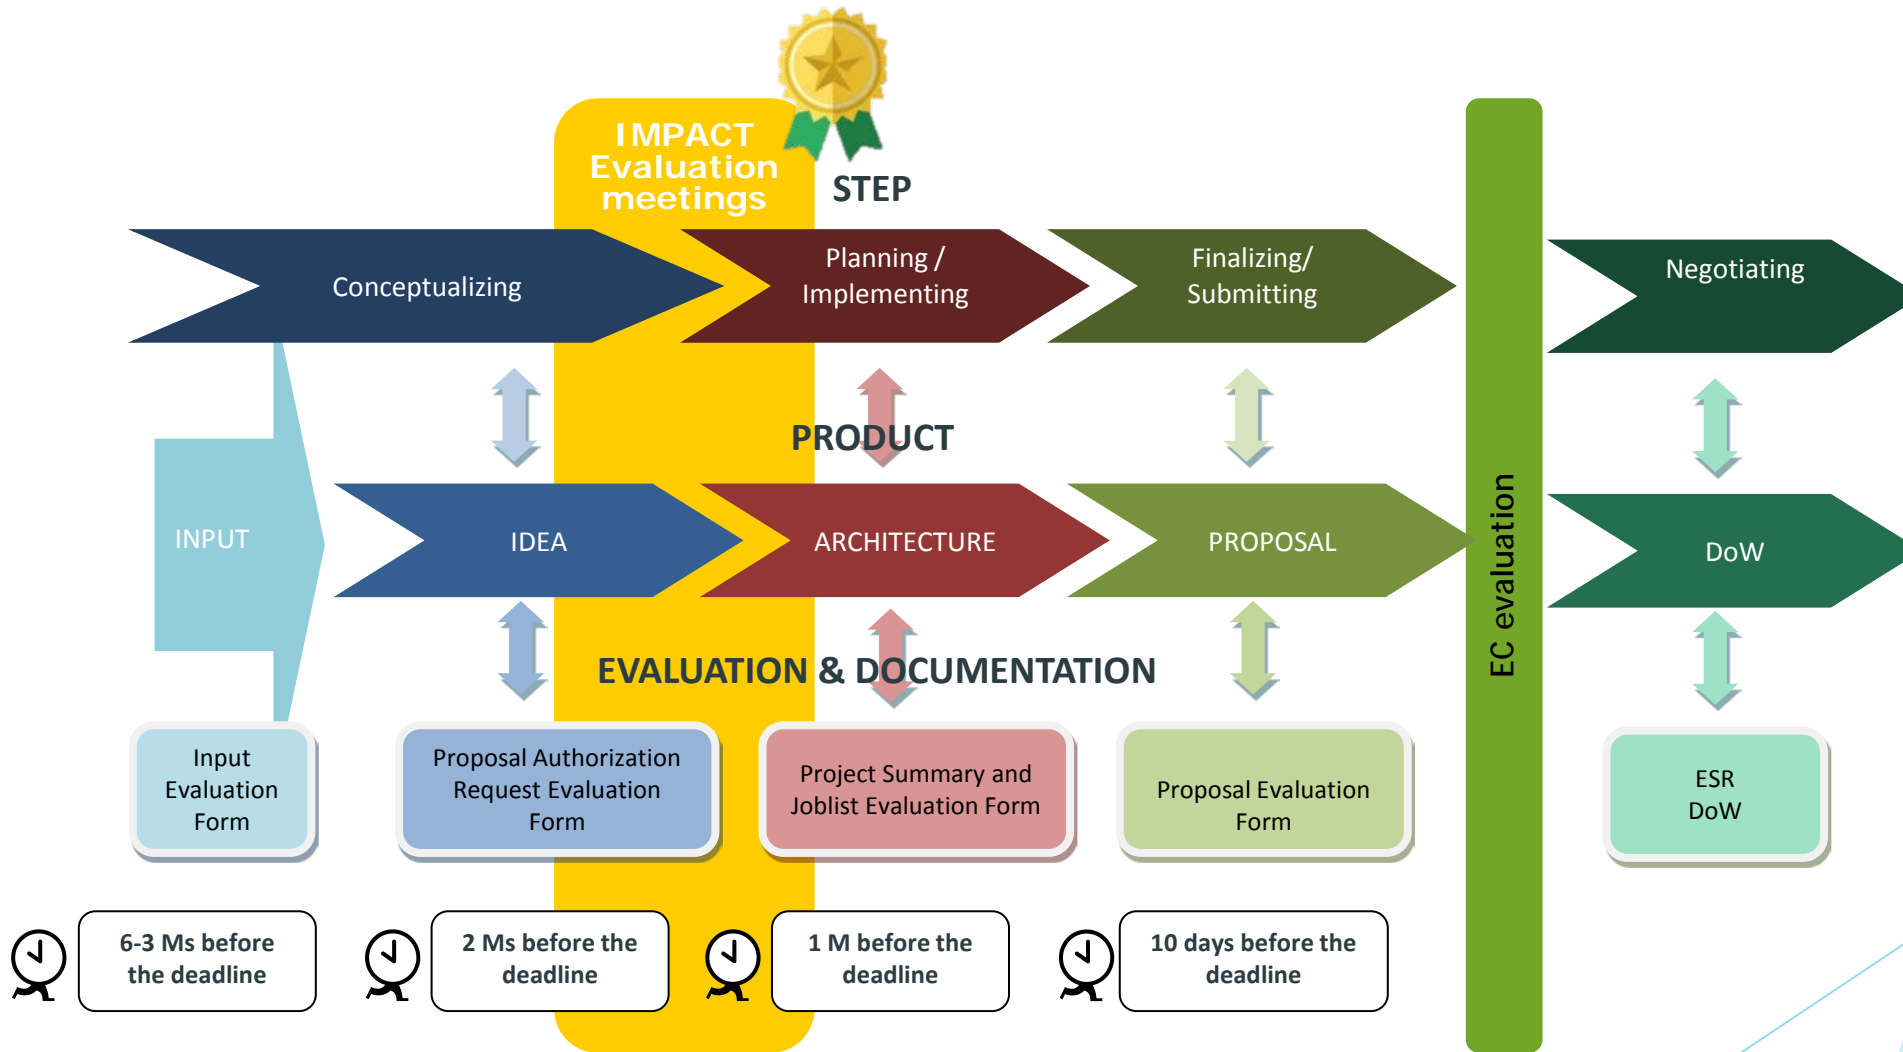 IMPACT
Evaluation
meetings
STEP
Conceptualizing
Planning /
Implementing
Finalizing/
Submitting
Negotiating
PRODUCT
INPUT
IDEA
ARCHITECTURE
PROPOSAL
EC evaluation
DoW
EVALUATION & DOCUMENTATION
Input
Evaluation
Form
Proposal Authorization
Request Evaluation
Form
Project Summary and
Joblist Evaluation Form
Proposal Evaluation
Form
ESR
DoW
6-3 Ms before
the deadline
2 Ms before the
deadline
1 M before the
deadline
10 days before the
deadline